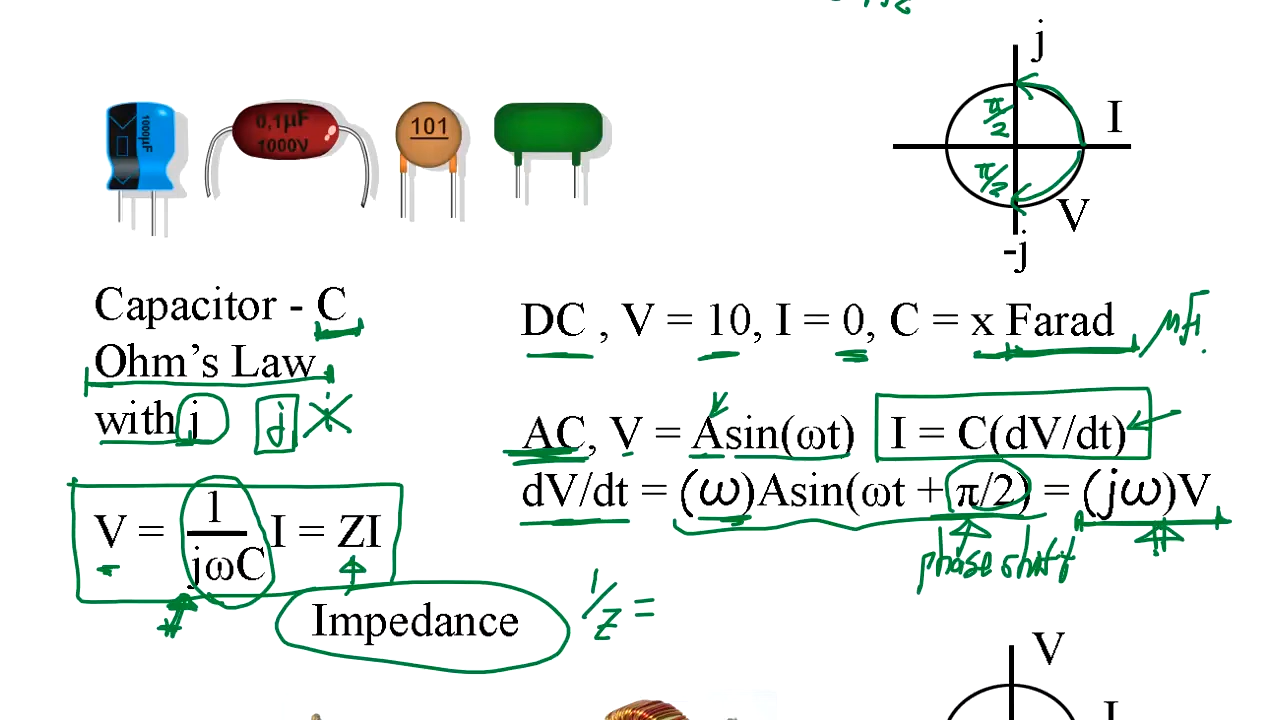 j
π/2
I
π/2
V
-j
1000µF
0,1µF
1000V
101
Capacitor - C
Ohm's Law
with j
j
i
DC , V = 10, I = 0, C = x Farad
AC, V = Asin(ωt) I = C(dV/dt)
dV/dt = (ω)Asin(ωt + π/2) = (jω)V
phase shift
V = 1/jωC I = ZI
Impedance
1/Z =
V
I